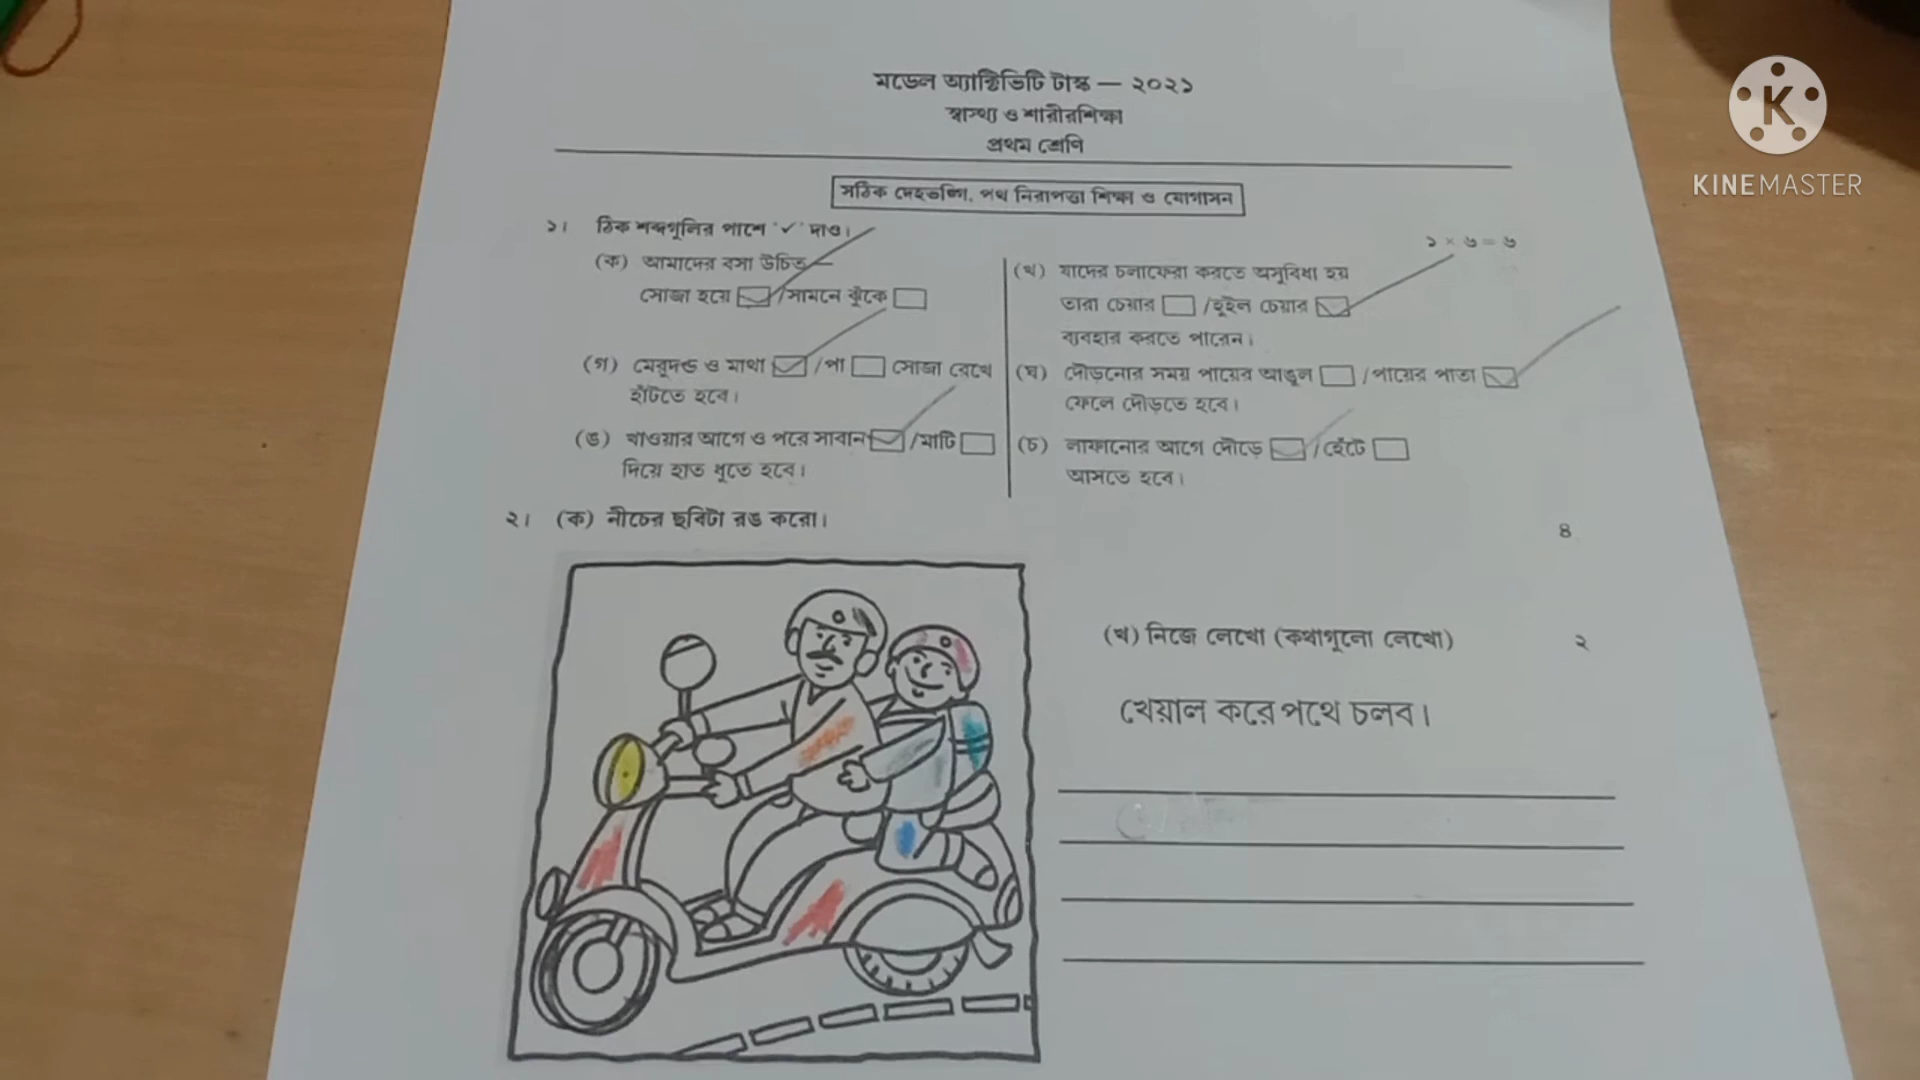 মডেল অ্যাক্টিভিটি টাস্ক — ২০২১
স্বাস্থ্য ও শারীরশিক্ষা
প্রথম শ্রেণি
সঠিক দেহভঙ্গি, পথ নিরাপত্তা শিক্ষা ও যোগাসন
১। ঠিক শব্দগুলির পাশে '✓' দাও।
১ × ৬ = ৬
(ক) আমাদের বসা উচিত —
সোজা হয়ে /সামনে ঝুঁকে
(খ) যাদের চলাফেরা করতে অসুবিধা হয়
তারা চেয়ার /হুইল চেয়ার
ব্যবহার করতে পারেন।
(গ) মেরুদন্ড ও মাথা /পা সোজা রেখে
হাঁটতে হবে।
(ঘ) দৌড়নোর সময় পায়ের আঙুল /পায়ের পাতা
ফেলে দৌড়তে হবে।
(ঙ) খাওয়ার আগে ও পরে সাবান /মাটি
দিয়ে হাত ধুতে হবে।
(চ) লাফানোর আগে দৌড়ে /হেঁটে
আসতে হবে।
২। (ক) নীচের ছবিটা রঙ করো।
৪
(খ) নিজে লেখো (কথাগুলো লেখো)
২
খেয়াল করে পথে চলব।
KINEMASTER